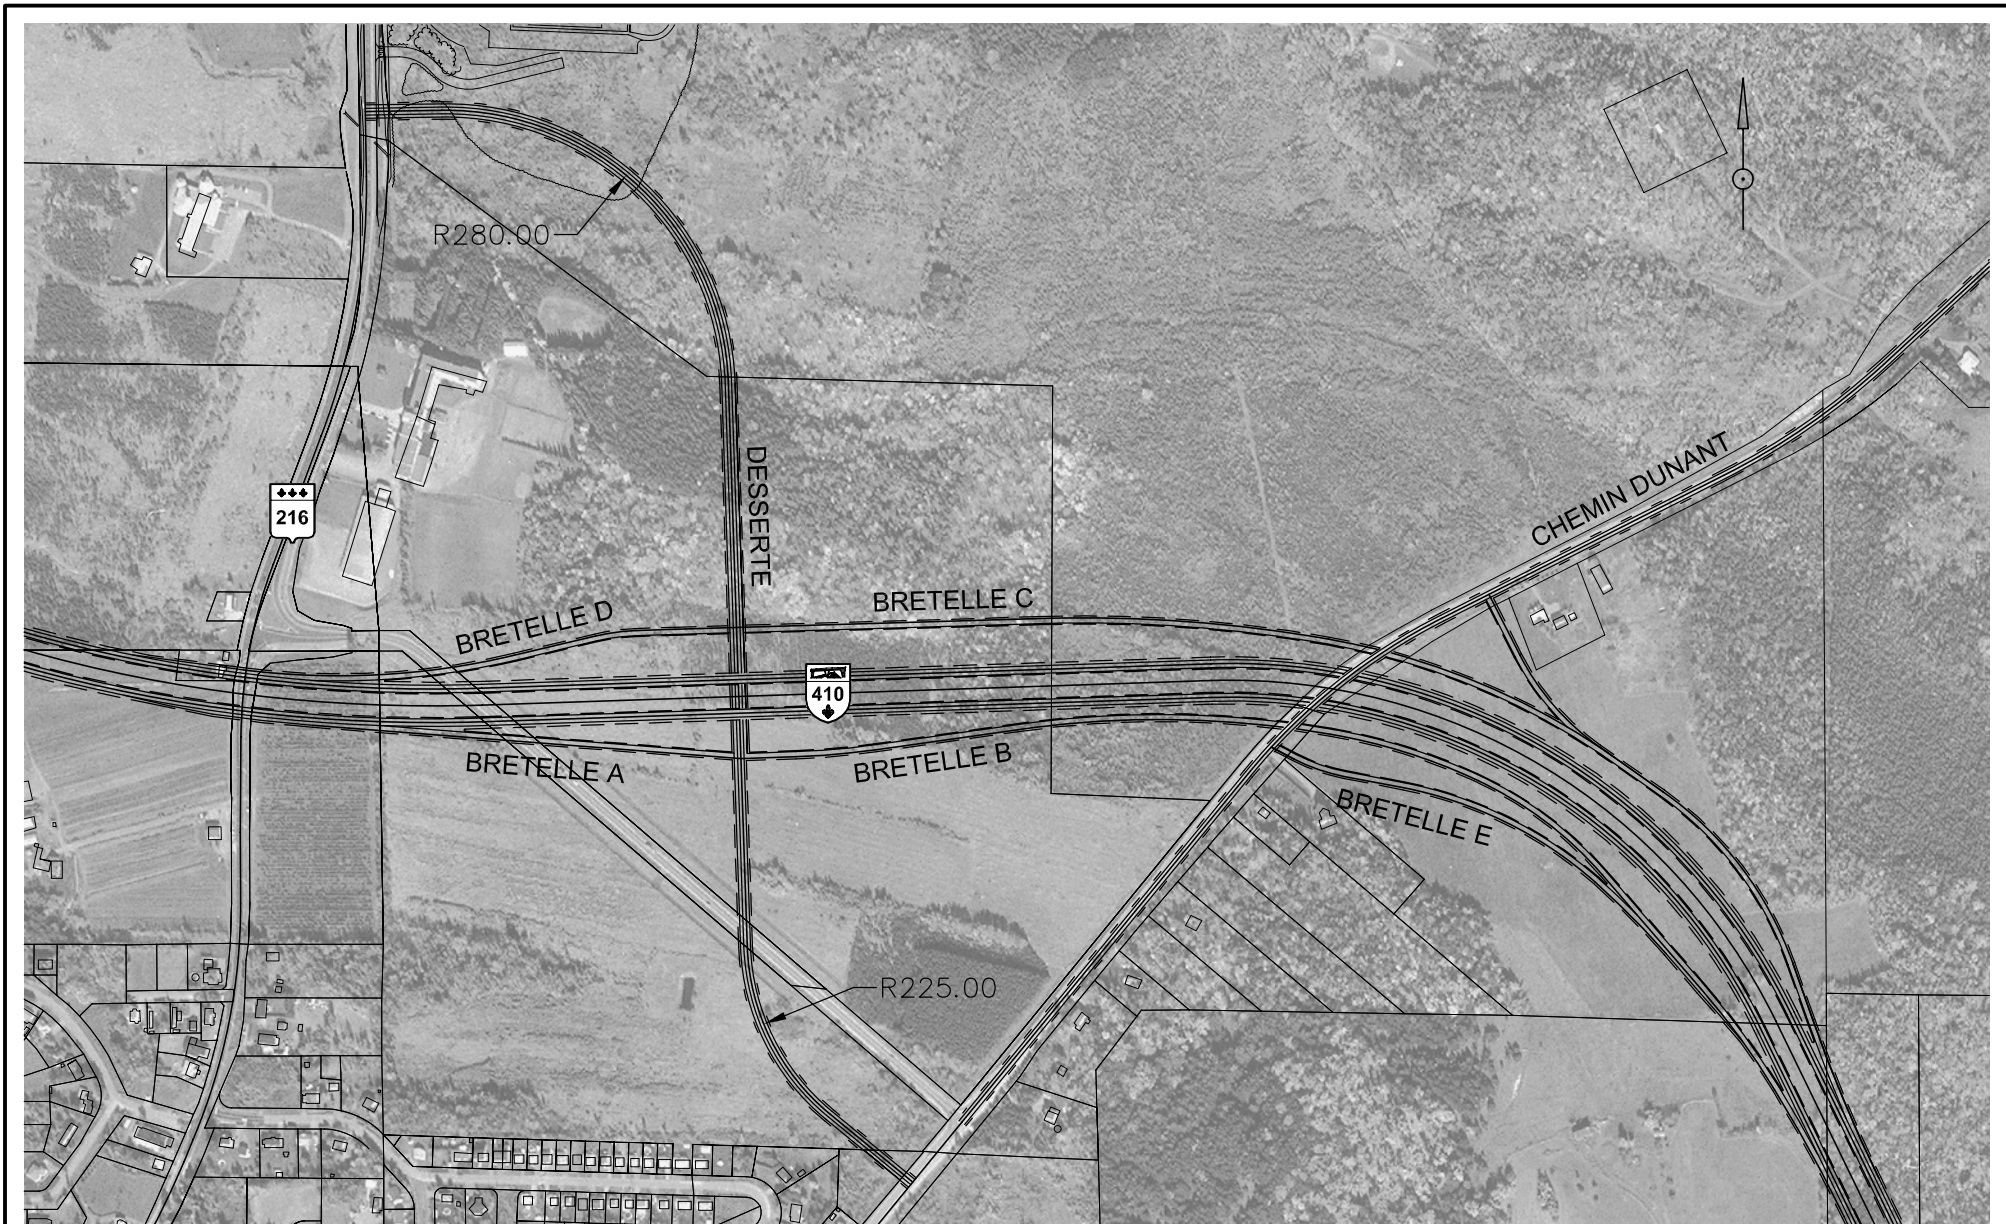 R280.00
DESSERTE
216
CHEMIN DUNANT
BRETELLE D
BRETELLE C
410
BRETELLE A
BRETELLE B
BRETELLE E
R225.00